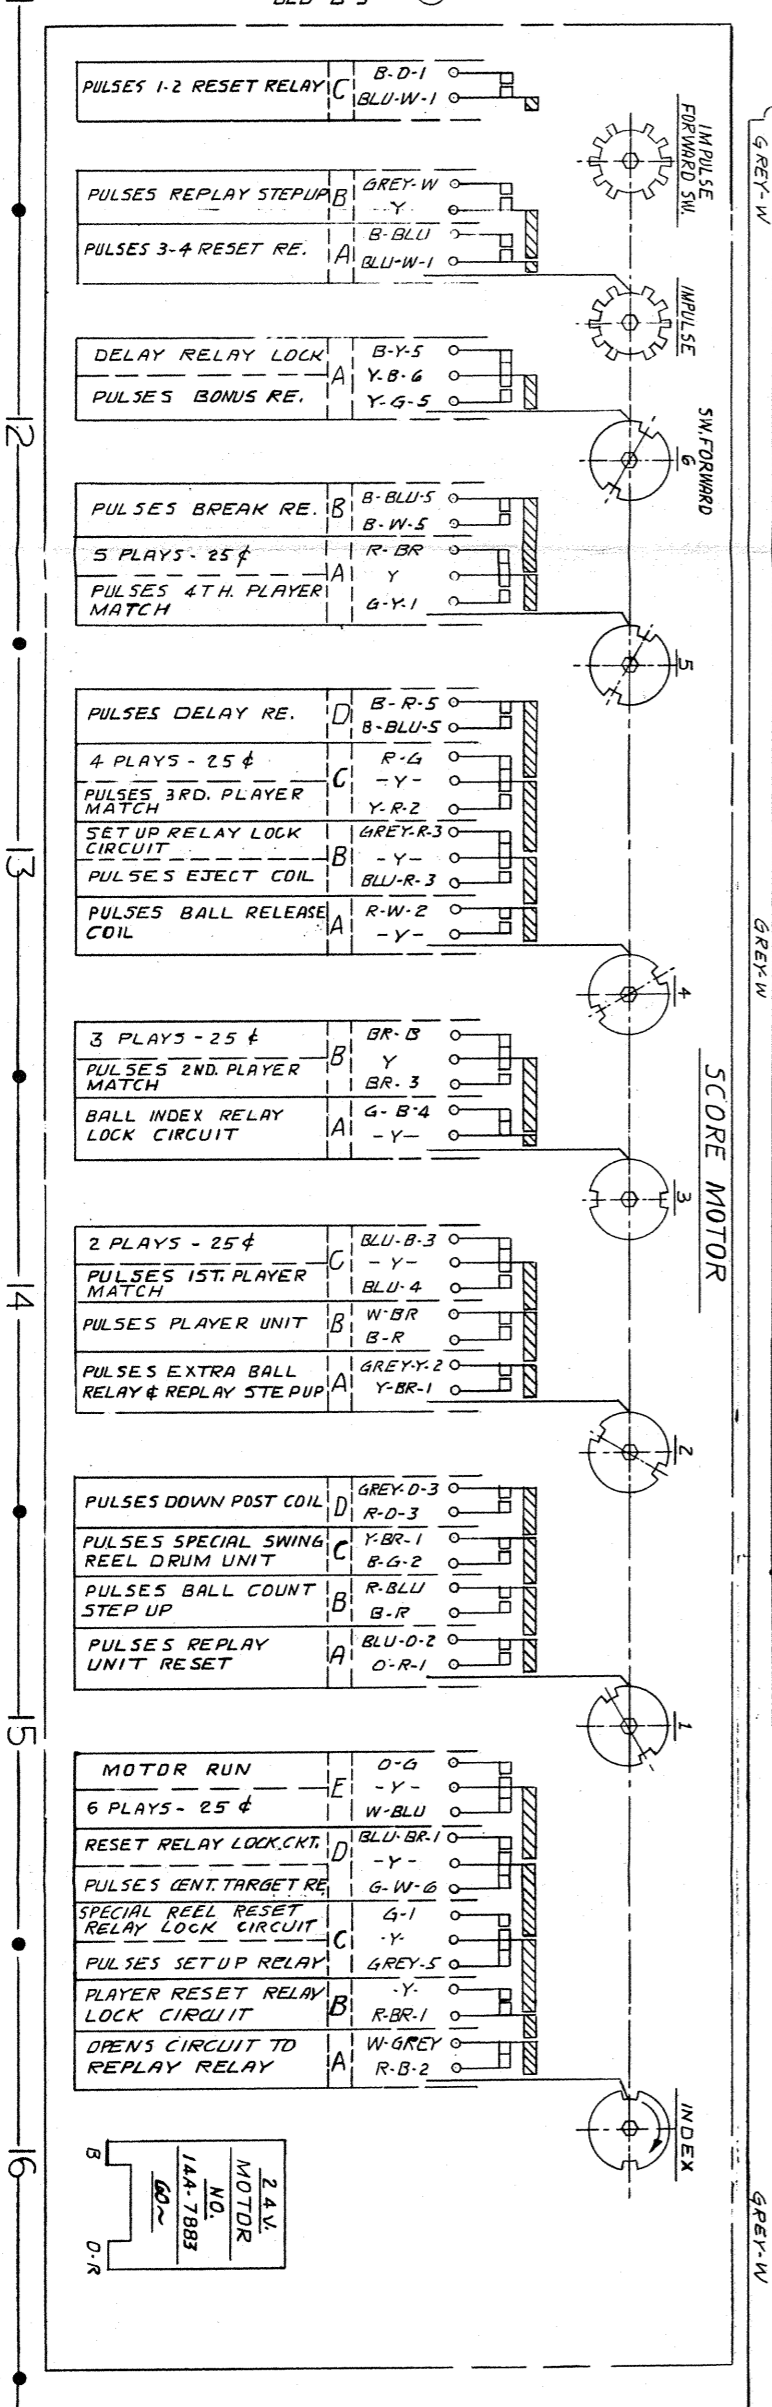 GREY-W
IMPULSE
FORWARD SW.
PULSES 1-2 RESET RELAY C B-D-1
BLU-W-1
PULSES REPLAY STEPUP B GREY-W
-Y-
PULSES 3-4 RESET RE. A B-BLU
BLU-W-1
IMPULSE
12
DELAY RELAY LOCK A B-Y-5
Y-B-6
PULSES BONUS RE. Y-G-5
6
SW.FORWARD
PULSES BREAK RE. B B-BLU-5
B-W-5
5 PLAYS - 25 ¢ A R-BR
Y
PULSES 4TH. PLAYER
MATCH G-Y-1
5
13
PULSES DELAY RE. D B-R-5
B-BLU-5
4 PLAYS - 25 ¢ C R-G
-Y-
PULSES 3RD. PLAYER
MATCH Y-R-2
SET UP RELAY LOCK
CIRCUIT B GREY-R-3
-Y-
PULSES EJECT COIL BLU-R-3
PULSES BALL RELEASE
COIL A R-W-2
-Y-
4
GREY-W
SCORE MOTOR
3 PLAYS - 25 ¢ B BR-B
Y
PULSES 2ND. PLAYER
MATCH BR-3
BALL INDEX RELAY
LOCK CIRCUIT A G-B-4
-Y-
3
14
2 PLAYS - 25¢ C BLU-B-3
-Y-
PULSES 1ST. PLAYER
MATCH BLU-4
PULSES PLAYER UNIT B W-BR
B-R
PULSES EXTRA BALL
RELAY & REPLAY STEPUP A GREY-Y-2
Y-BR-1
2
PULSES DOWN POST COIL D GREY-O-3
R-O-3
PULSES SPECIAL SWING
REEL DRUM UNIT C Y-BR-1
B-G-2
PULSES BALL COUNT
STEP UP B R-BLU
B-R
PULSES REPLAY
UNIT RESET A BLU-O-2
O-R-1
1
15
MOTOR RUN E O-G
-Y-
6 PLAYS - 25 ¢ W-BLU
RESET RELAY LOCK.CKT. D BLU-BR-1
-Y-
PULSES CENT.TARGET RE G-W-6
SPECIAL REEL RESET
RELAY LOCK CIRCUIT C G-1
-Y-
PULSES SETUP RELAY GREY-5
PLAYER RESET RELAY
LOCK CIRCUIT B -Y-
R-BR-1
OPENS CIRCUIT TO
REPLAY RELAY A W-GREY
R-B-2
INDEX
16
24V.
MOTOR
NO.
14A-7883
60~
B
O-R
GREY-W